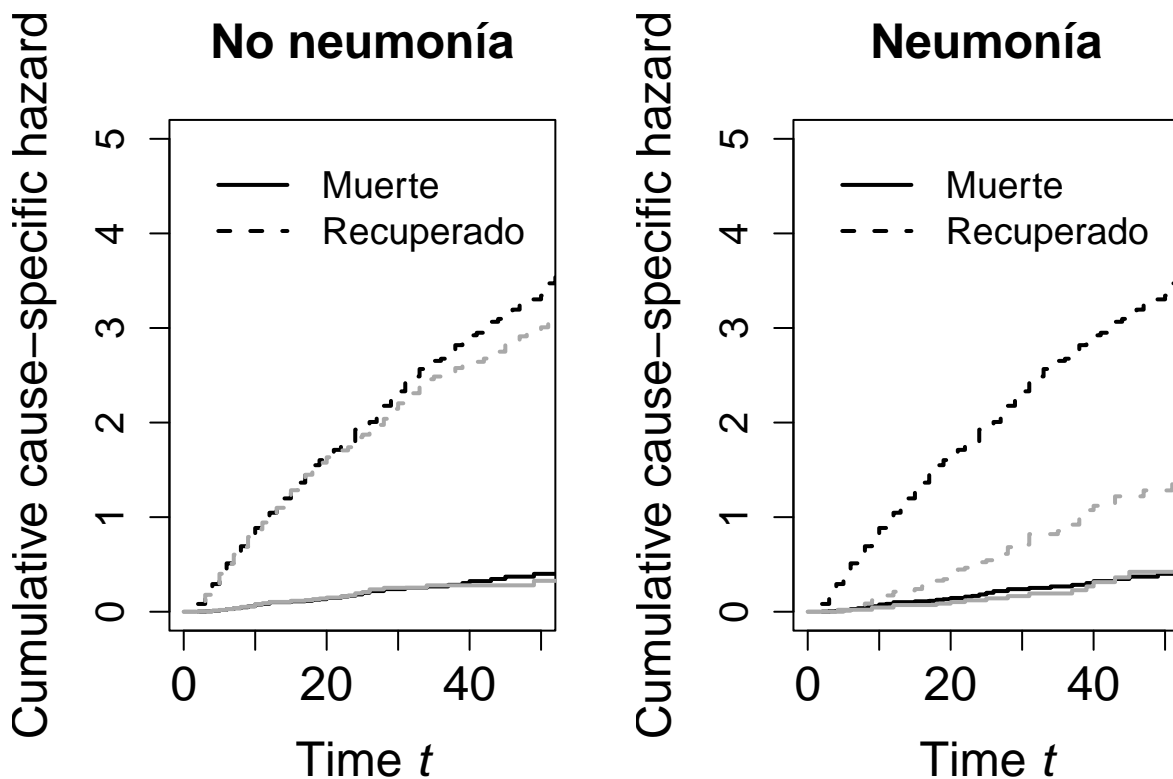 No neumonía
Cumulative cause−specific hazard
5
4
3
2
1
0
Muerte
Recuperado
0 20 40
Time t
Neumonía
Cumulative cause−specific hazard
5
4
3
2
1
0
Muerte
Recuperado
0 20 40
Time t